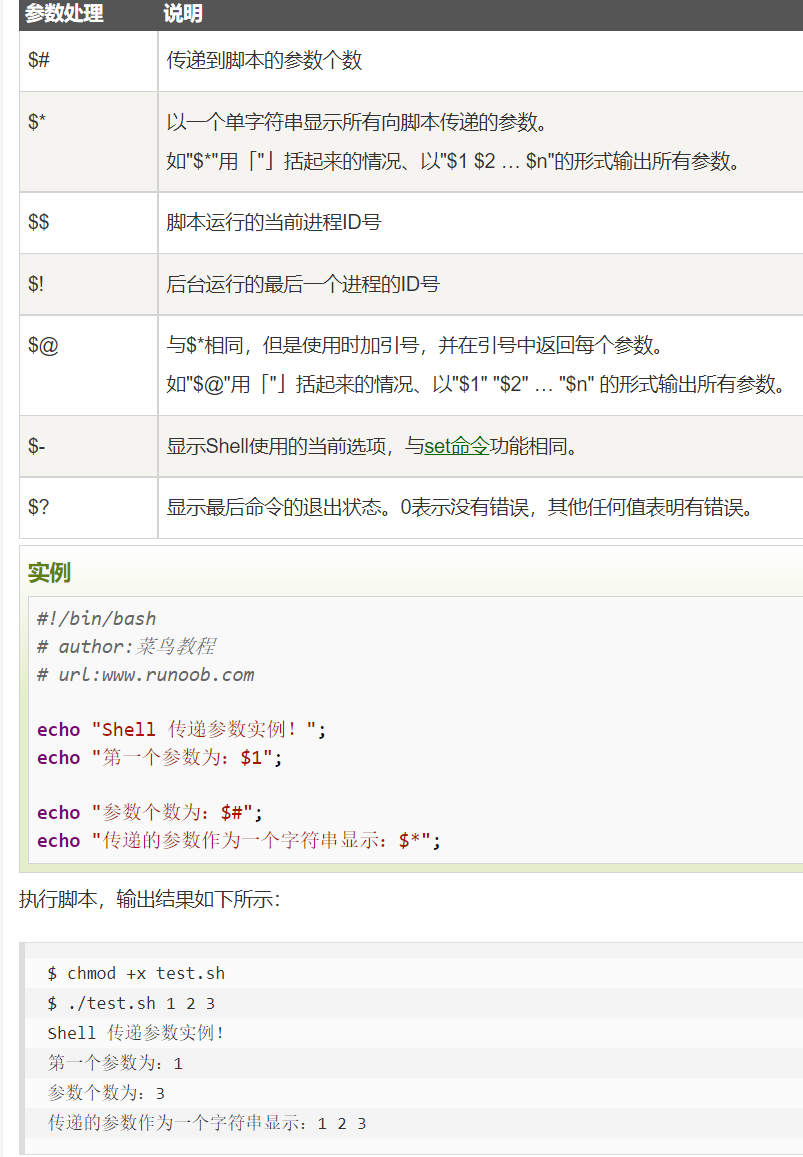 参数处理 说明
$# 传递到脚本的参数个数
$* 以一个单字符串显示所有向脚本传递的参数。
如"$*"用「"」括起来的情况、以"$1 $2 … $n"的形式输出所有参数。
$$ 脚本运行的当前进程ID号
$! 后台运行的最后一个进程的ID号
$@ 与$*相同，但是使用时加引号，并在引号中返回每个参数。
如"$@"用「"」括起来的情况、以"$1" "$2" … "$n" 的形式输出所有参数。
$- 显示Shell使用的当前选项，与set命令功能相同。
$? 显示最后命令的退出状态。0表示没有错误，其他任何值表明有错误。
实例
#!/bin/bash
# author:菜鸟教程
# url:www.runoob.com
echo "Shell 传递参数实例！";
echo "第一个参数为：$1";
echo "参数个数为：$#";
echo "传递的参数作为一个字符串显示：$*";
执行脚本，输出结果如下所示：
$ chmod +x test.sh
$ ./test.sh 1 2 3
Shell 传递参数实例！
第一个参数为：1
参数个数为：3
传递的参数作为一个字符串显示：1 2 3